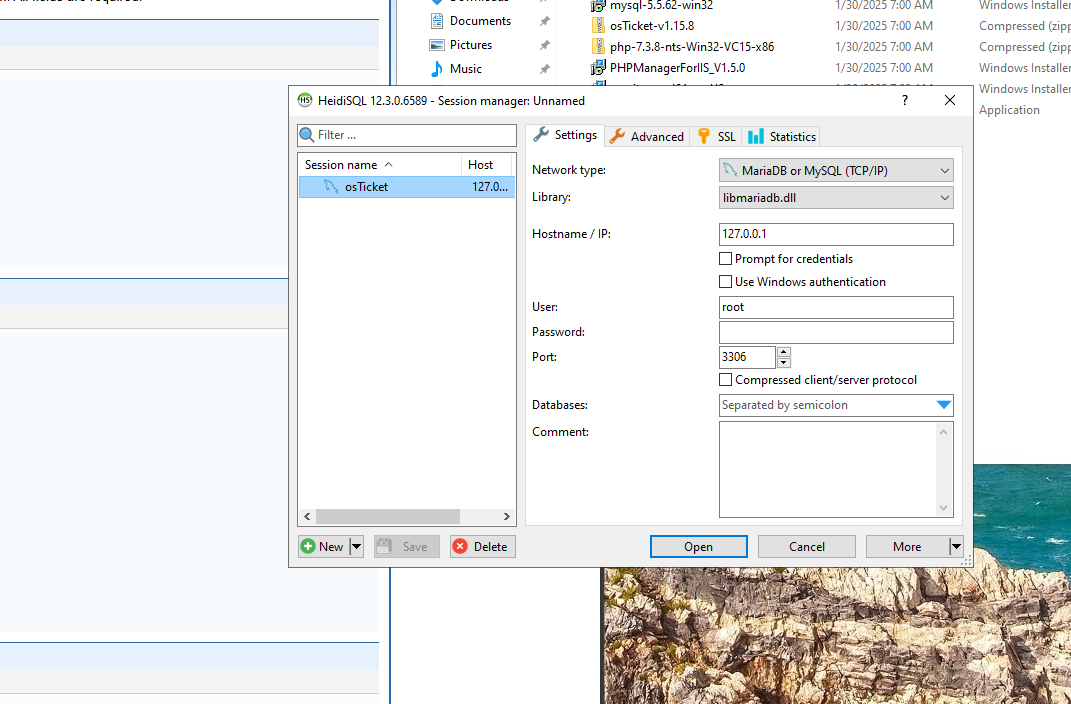 Documents
Pictures
Music
mysql-5.5.62-win32 1/30/2025 7:00 AM Windows Installer
osTicket-v1.15.8 1/30/2025 7:00 AM Compressed (zipp
php-7.3.8-nts-Win32-VC15-x86 1/30/2025 7:00 AM Compressed (zipp
PHPManagerForIIS_V1.5.0 1/30/2025 7:00 AM Windows Installer
Windows Installer
Application
HS HeidiSQL 12.3.0.6589 - Session manager: Unnamed ?
Filter ...
Session name Host
osTicket 127.0...
Settings Advanced SSL Statistics
Network type: MariaDB or MySQL (TCP/IP)
Library: libmariadb.dll
Hostname / IP: 127.0.0.1
Prompt for credentials
Use Windows authentication
User: root
Password:
Port: 3306
Compressed client/server protocol
Databases: Separated by semicolon
Comment:
New Save Delete Open Cancel More